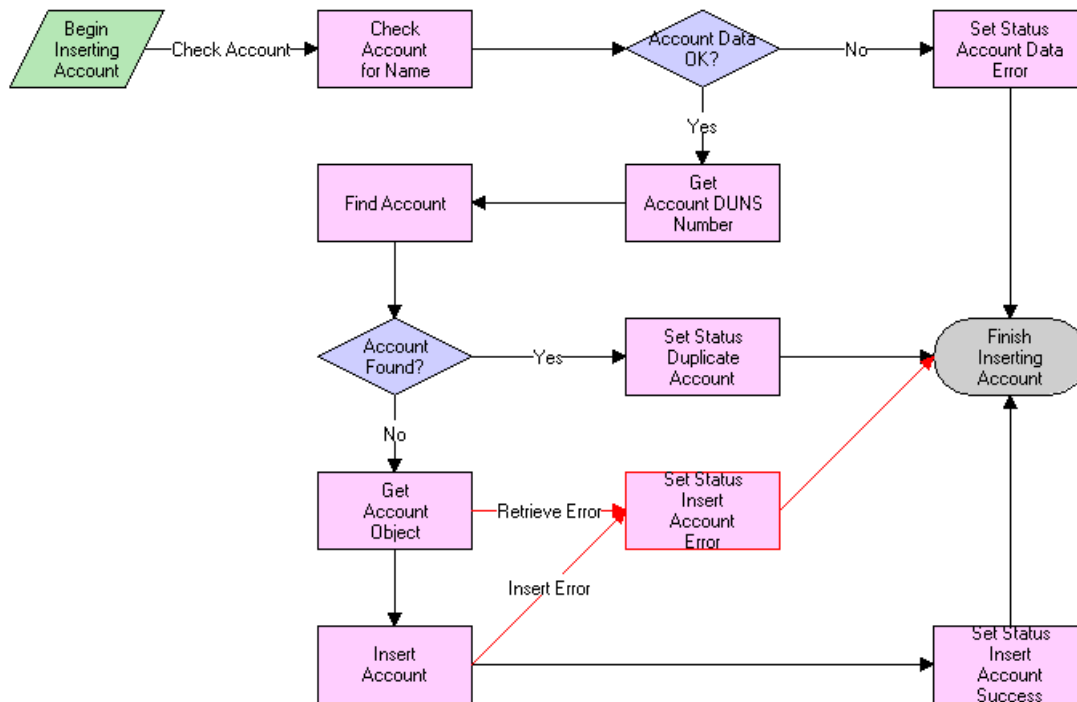 Begin
Inserting
Account
Check Account
Check
Account
for Name
Account Data
OK?
No
Set Status
Account Data
Error
Yes
Find Account
Get
Account DUNS
Number
Account
Found?
Yes
Set Status
Duplicate
Account
Finish
Inserting
Account
No
Get
Account
Object
Retrieve Error
Set Status
Insert
Account
Error
Insert Error
Insert
Account
Set Status
Insert
Account
Success